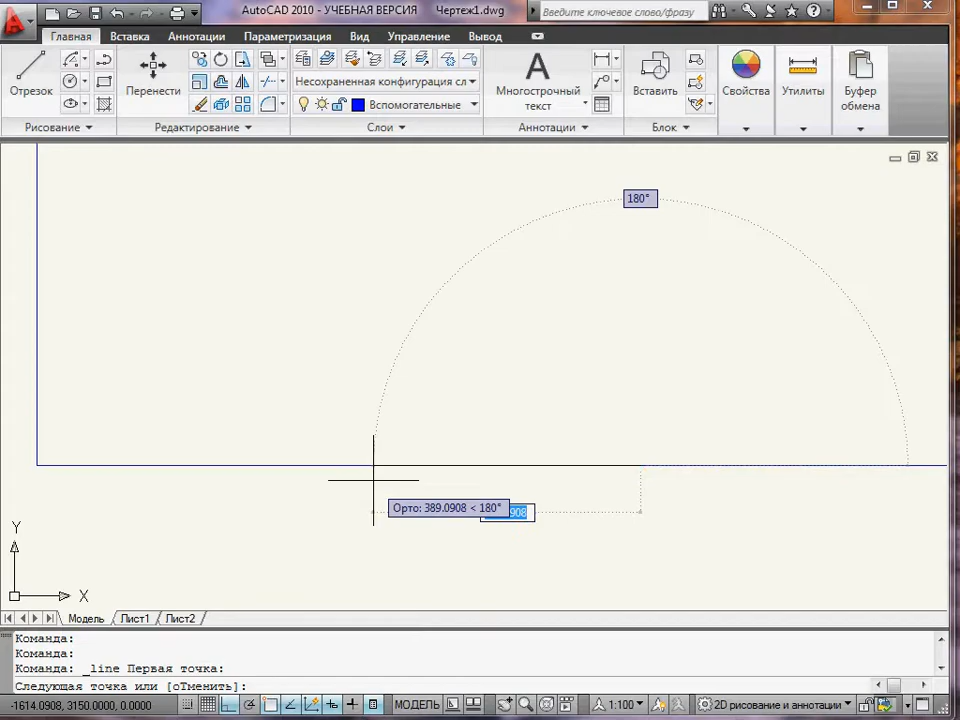 AutoCAD 2010 - УЧЕБНАЯ ВЕРСИЯ Чертеж1.dwg
Введите ключевое слово/фразу
Главная Вставка Аннотации Параметризация Вид Управление Вывод
Несохраненная конфигурация сл
Отрезок Перенести Вспомогательные Многострочный текст Вставить Свойства Утилиты Буфер обмена
Рисование Редактирование Слои Аннотации Блок
180°
Орто: 389.0908 < 180°
908
Y
X
Модель Лист1 Лист2
Команда:
Команда:
Команда: _line Первая точка:
Следующая точка или [оТменить]:
-1614.0908, 3150.0000, 0.0000 МОДЕЛЬ 1:100 2D рисование и аннотации